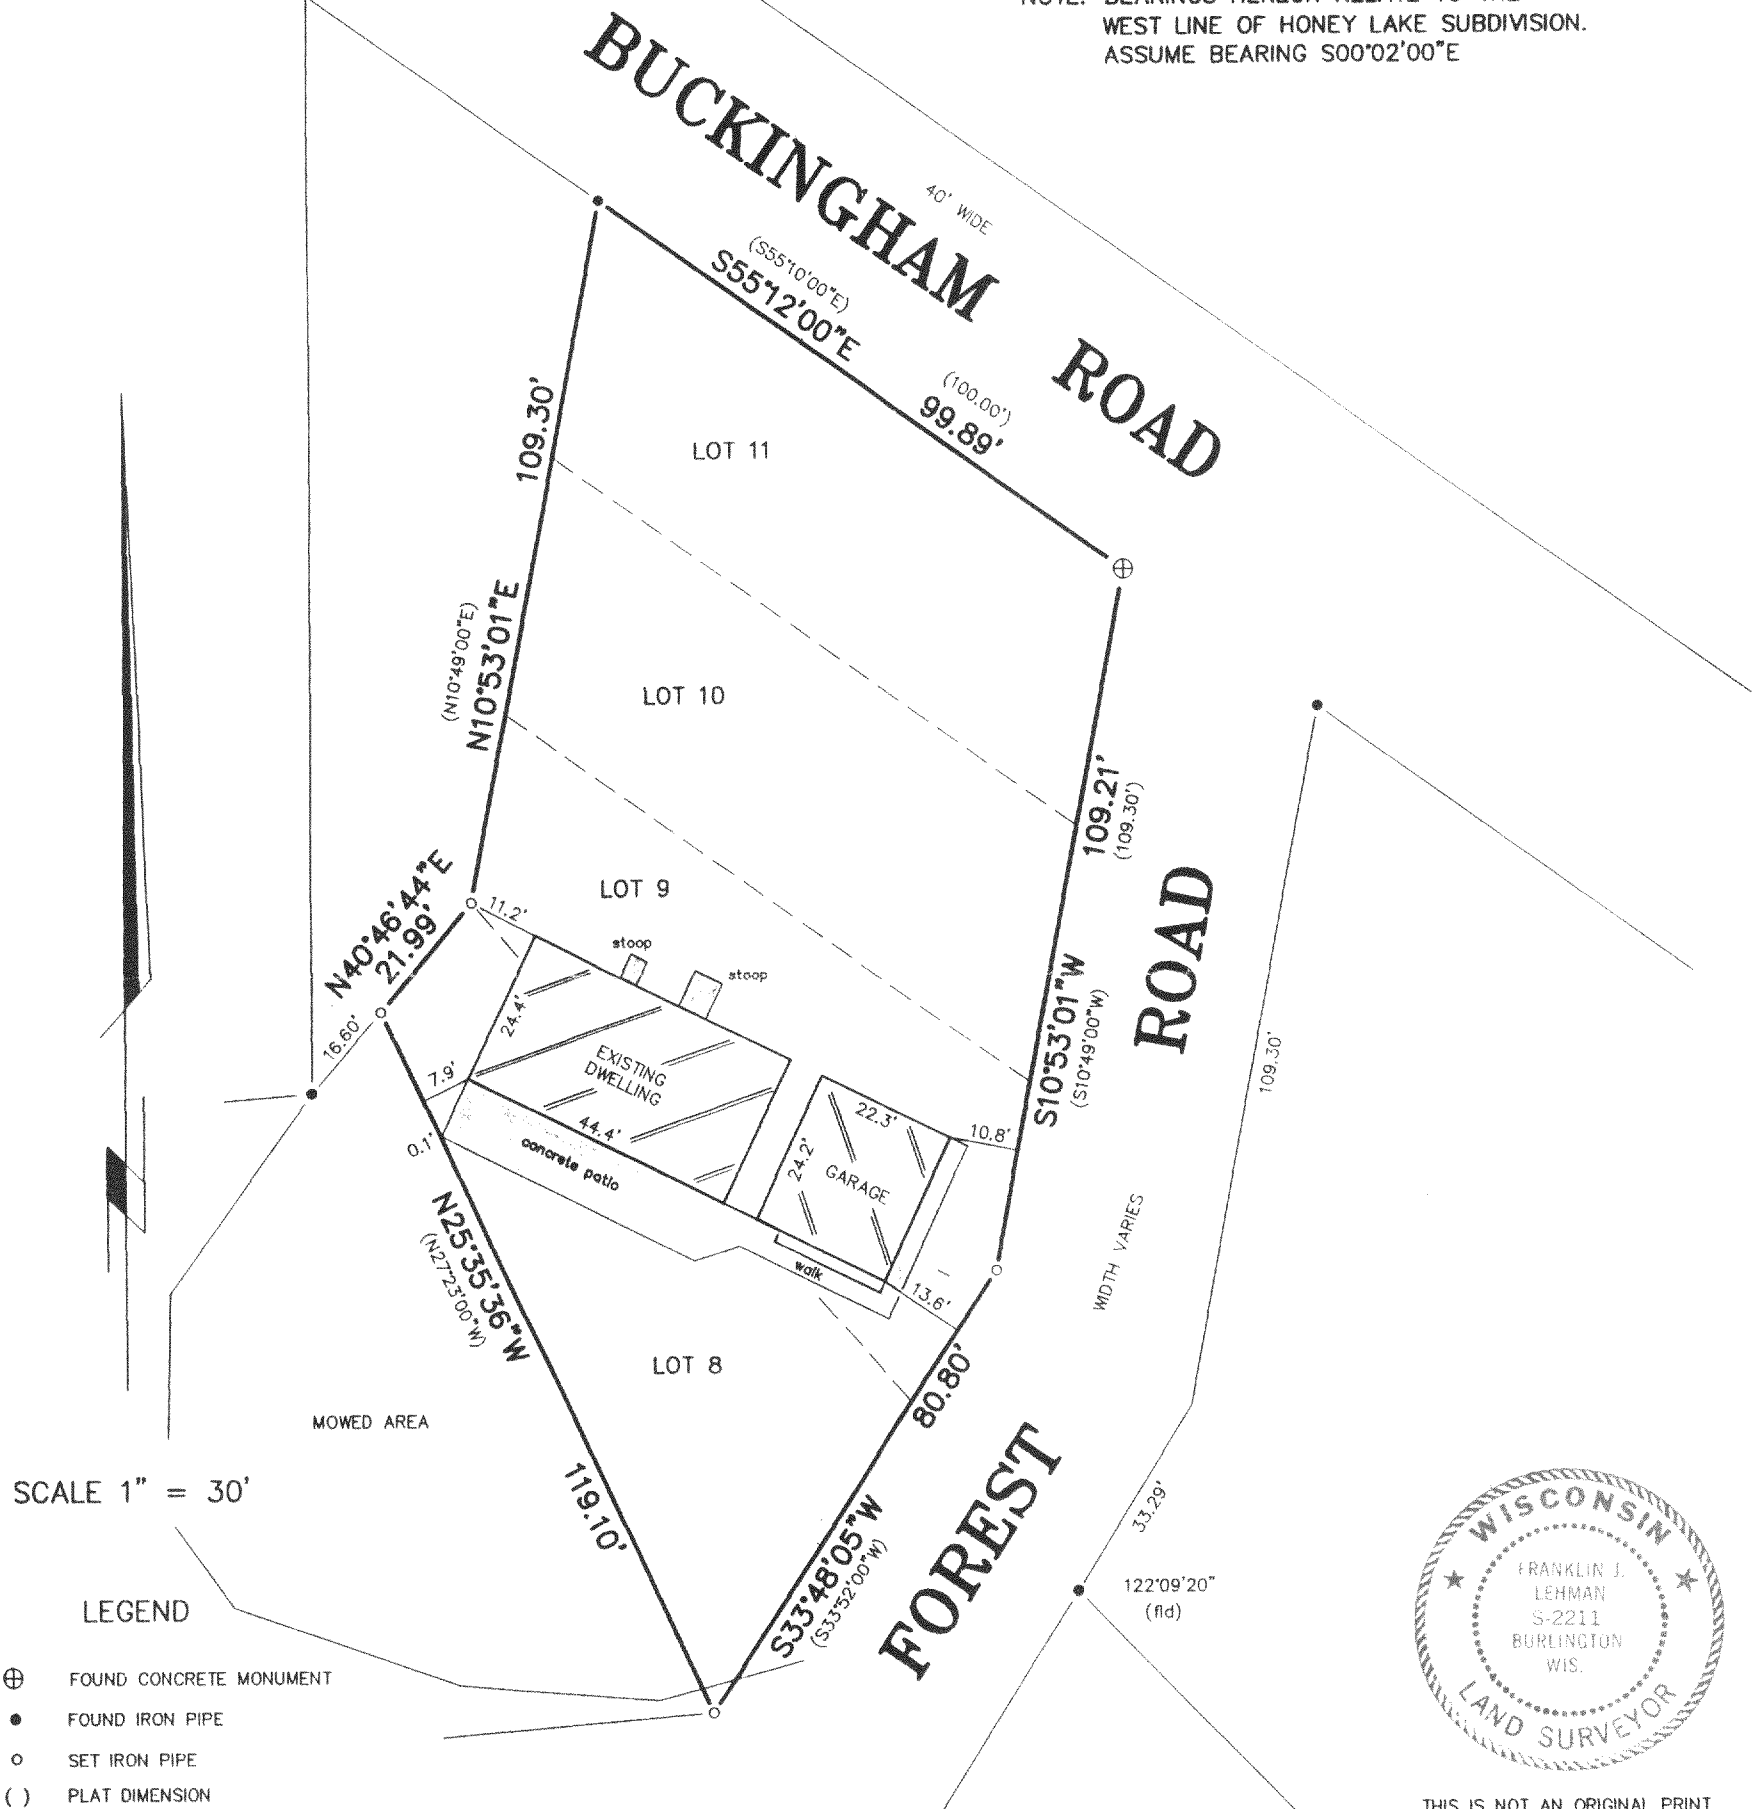 WEST LINE OF HONEY LAKE SUBDIVISION.
ASSUME BEARING S00°02'00"E
BUCKINGHAM ROAD
40' WIDE
(S55°10'00"E)
S55°12'00"E
(100.00')
99.89'
109.30'
LOT 11
(N10°49'00"E)
N10°53'01"E
LOT 10
109.21'
(109.30')
N40°46'44"E
21.99'
LOT 9
11.2'
stoop
stoop
ROAD
S10°53'01"W
(S10°49'00"W)
16.60'
24.4'
7.9'
EXISTING
DWELLING
44.4'
22.3'
10.8'
109.30'
0.1'
concrete patio
24.2'
GARAGE
N25°35'36"W
(N27°23'00"W)
walk
13.6'
WIDTH VARIES
LOT 8
80.80'
MOWED AREA
SCALE 1" = 30'
119.10'
FOREST
S33°48'05"W
(S33°52'00"W)
33.29'
122°09'20"
(fld)
WISCONSIN
FRANKLIN J.
LEHMAN
S-2211
BURLINGTON
WIS.
LAND SURVEYOR
LEGEND
⊕ FOUND CONCRETE MONUMENT
● FOUND IRON PIPE
○ SET IRON PIPE
( ) PLAT DIMENSION
THIS IS NOT AN ORIGINAL PRINT